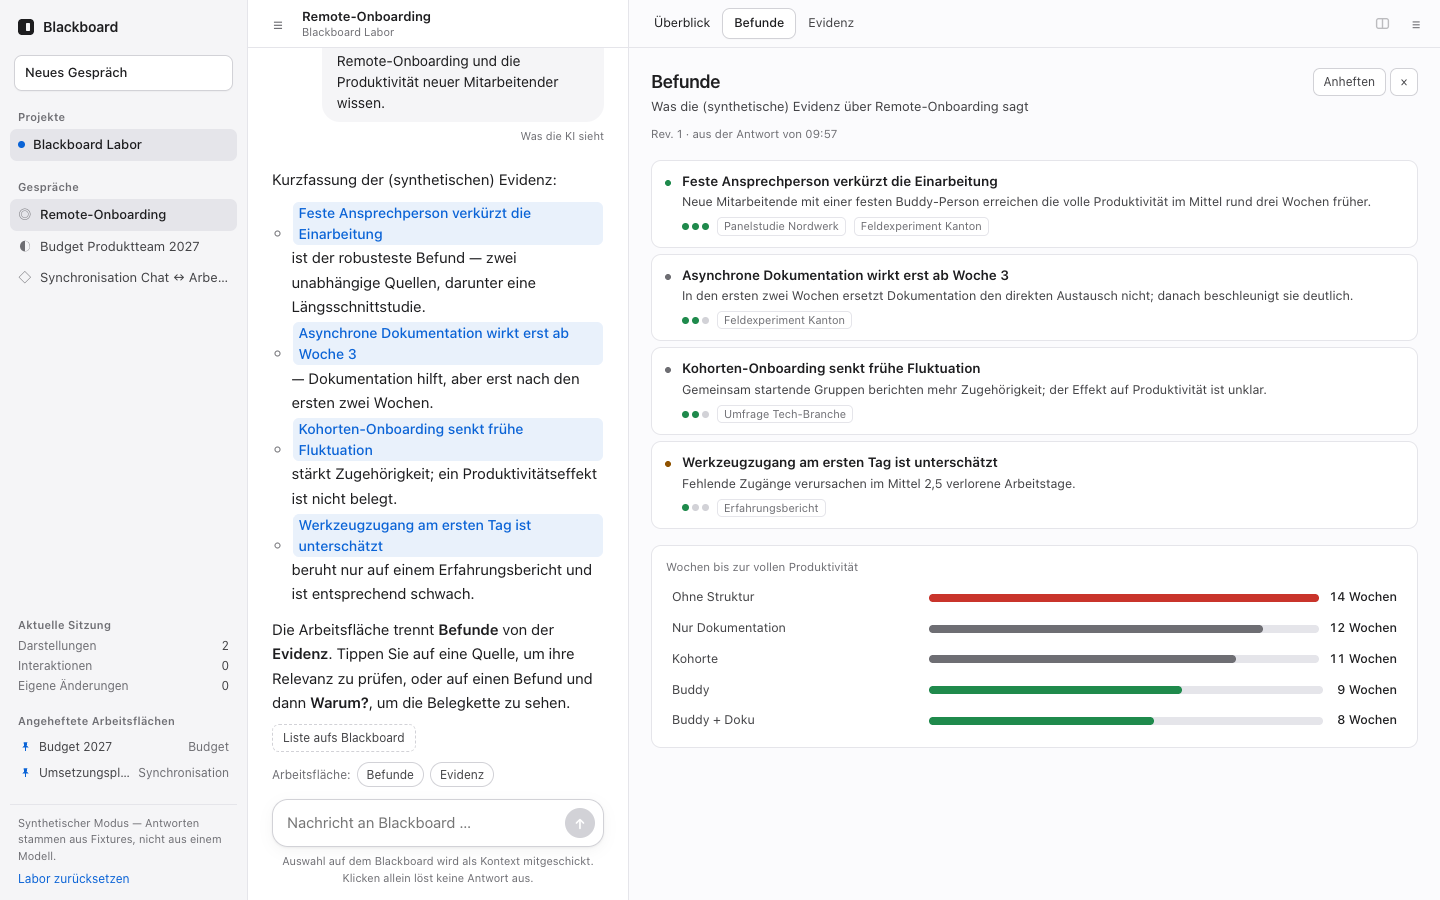 Blackboard
Neues Gespräch
Projekte
Blackboard Labor
Gespräche
Remote-Onboarding
Budget Produktteam 2027
Synchronisation Chat ↔ Arbe…
Aktuelle Sitzung
Darstellungen 2
Interaktionen 0
Eigene Änderungen 0
Angeheftete Arbeitsflächen
Budget 2027 Budget
Umsetzungspl… Synchronisation
Synthetischer Modus — Antworten
stammen aus Fixtures, nicht aus einem
Modell.
Labor zurücksetzen
Remote-Onboarding
Blackboard Labor
Remote-Onboarding und die
Produktivität neuer Mitarbeitender
wissen.
Was die KI sieht
Kurzfassung der (synthetischen) Evidenz:
Feste Ansprechperson verkürzt die
Einarbeitung
ist der robusteste Befund — zwei
unabhängige Quellen, darunter eine
Längsschnittstudie.
Asynchrone Dokumentation wirkt erst ab
Woche 3
— Dokumentation hilft, aber erst nach den
ersten zwei Wochen.
Kohorten-Onboarding senkt frühe
Fluktuation
stärkt Zugehörigkeit; ein Produktivitätseffekt
ist nicht belegt.
Werkzeugzugang am ersten Tag ist
unterschätzt
beruht nur auf einem Erfahrungsbericht und
ist entsprechend schwach.
Die Arbeitsfläche trennt Befunde von der
Evidenz. Tippen Sie auf eine Quelle, um ihre
Relevanz zu prüfen, oder auf einen Befund und
dann Warum?, um die Belegkette zu sehen.
Liste aufs Blackboard
Arbeitsfläche: Befunde Evidenz
Nachricht an Blackboard …
Auswahl auf dem Blackboard wird als Kontext mitgeschickt.
Klicken allein löst keine Antwort aus.
Überblick Befunde Evidenz
Befunde
Anheften ×
Was die (synthetische) Evidenz über Remote-Onboarding sagt
Rev. 1 · aus der Antwort von 09:57
Feste Ansprechperson verkürzt die Einarbeitung
Neue Mitarbeitende mit einer festen Buddy-Person erreichen die volle Produktivität im Mittel rund drei Wochen früher.
Panelstudie Nordwerk Feldexperiment Kanton
Asynchrone Dokumentation wirkt erst ab Woche 3
In den ersten zwei Wochen ersetzt Dokumentation den direkten Austausch nicht; danach beschleunigt sie deutlich.
Feldexperiment Kanton
Kohorten-Onboarding senkt frühe Fluktuation
Gemeinsam startende Gruppen berichten mehr Zugehörigkeit; der Effekt auf Produktivität ist unklar.
Umfrage Tech-Branche
Werkzeugzugang am ersten Tag ist unterschätzt
Fehlende Zugänge verursachen im Mittel 2,5 verlorene Arbeitstage.
Erfahrungsbericht
Wochen bis zur vollen Produktivität
Ohne Struktur 14 Wochen
Nur Dokumentation 12 Wochen
Kohorte 11 Wochen
Buddy 9 Wochen
Buddy + Doku 8 Wochen